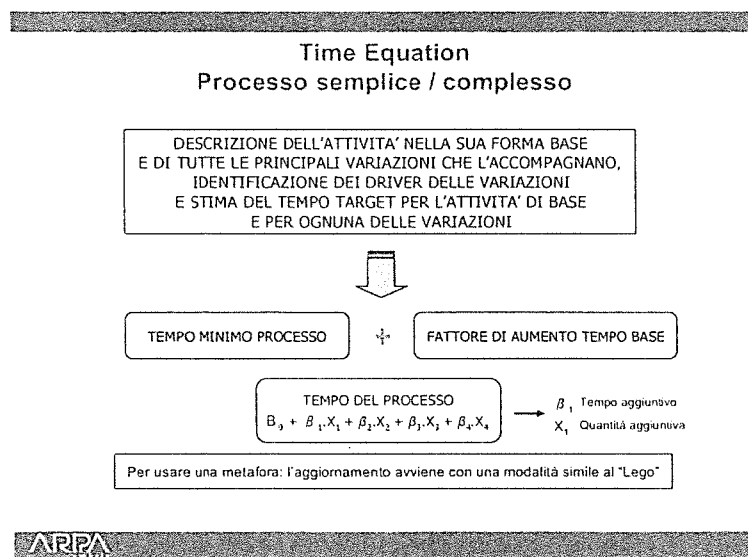 Time Equation
Processo semplice / complesso
DESCRIZIONE DELL'ATTIVITA' NELLA SUA FORMA BASE
E DI TUTTE LE PRINCIPALI VARIAZIONI CHE L'ACCOMPAGNANO,
IDENTIFICAZIONE DEI DRIVER DELLE VARIAZIONI
E STIMA DEL TEMPO TARGET PER L'ATTIVITA' DI BASE
E PER OGNUNA DELLE VARIAZIONI
TEMPO MINIMO PROCESSO + FATTORE DI AUMENTO TEMPO BASE
TEMPO DEL PROCESSO
B₀ + β₁.X₁ + β₂.X₂ + β₃.X₃ + β₄.X₄
β₁ Tempo aggiuntivo
X₁ Quantità aggiuntiva
Per usare una metafora: l'aggiornamento avviene con una modalità simile al "Lego"
ARPA